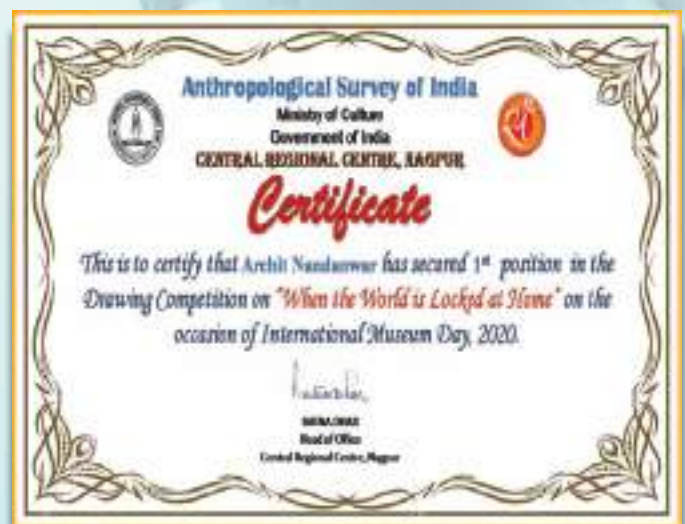 Anthropological Survey of India
Ministry of Culture
Government of India
CENTRAL REGIONAL CENTRE, NAGPUR
Certificate
This is to certify that Archit Nandanwar has secured 1st position in the
Drawing Competition on "When the World is Locked at Home" on the
occasion of International Museum Day, 2020.
Head of Office
Central Regional Centre, Nagpur